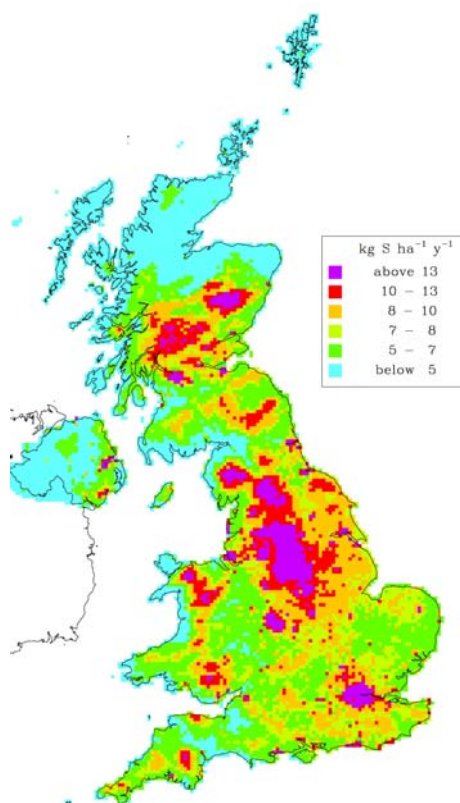 kg S ha⁻¹ y⁻¹
above 13
10 – 13
8 – 10
7 – 8
5 – 7
below 5